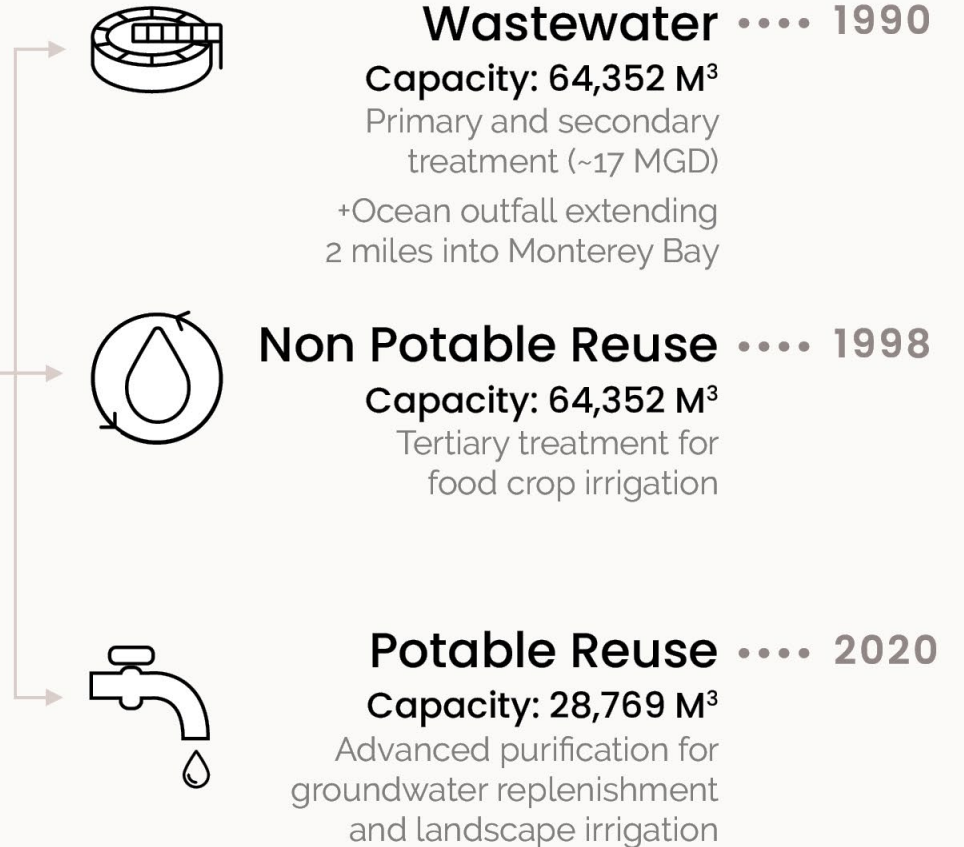 Wastewater •••• 1990
Capacity: 64,352 M³
Primary and secondary
treatment (~17 MGD)
+Ocean outfall extending
2 miles into Monterey Bay
Non Potable Reuse •••• 1998
Capacity: 64,352 M³
Tertiary treatment for
food crop irrigation
Potable Reuse •••• 2020
Capacity: 28,769 M³
Advanced purification for
groundwater replenishment
and landscape irrigation